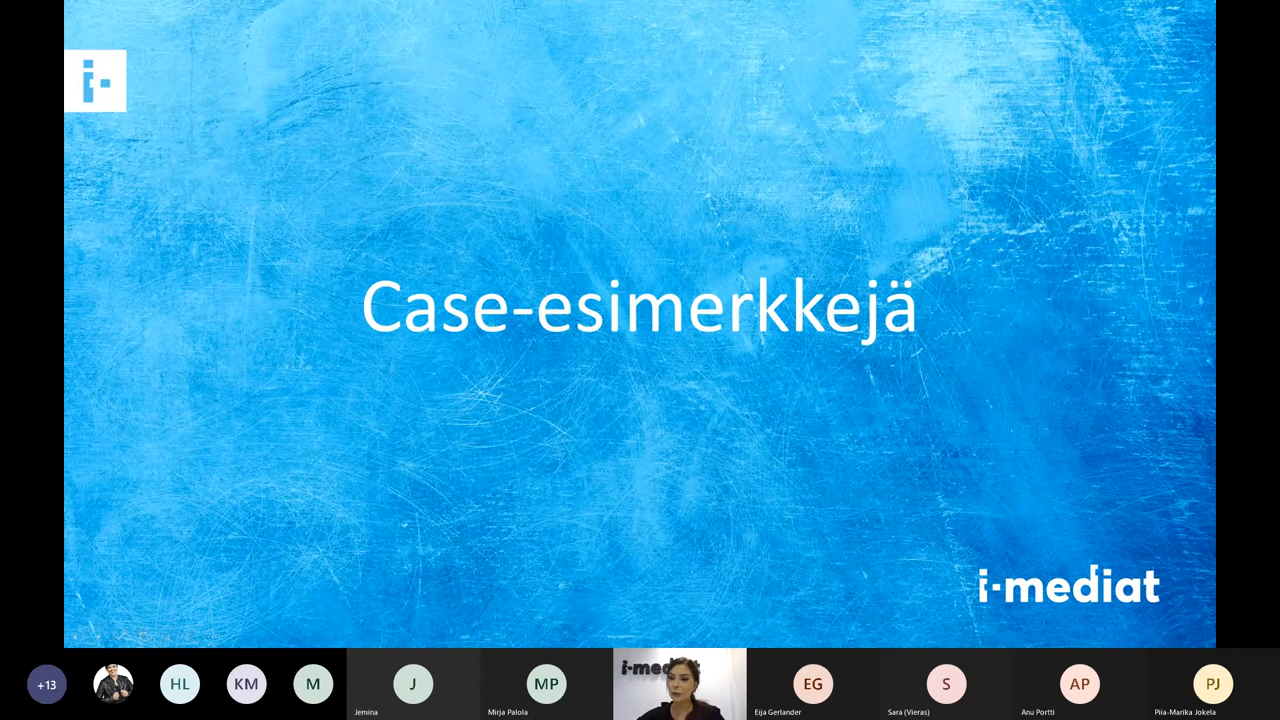 i-
Case-esimerkkejä
i-mediat
+13
HL
KM
M
J
Jemina
MP
Mirja Palola
i-mediat
EG
Eija Gerlander
S
Sara (Vieras)
AP
Anu Portti
PJ
Piia-Marika Jokela